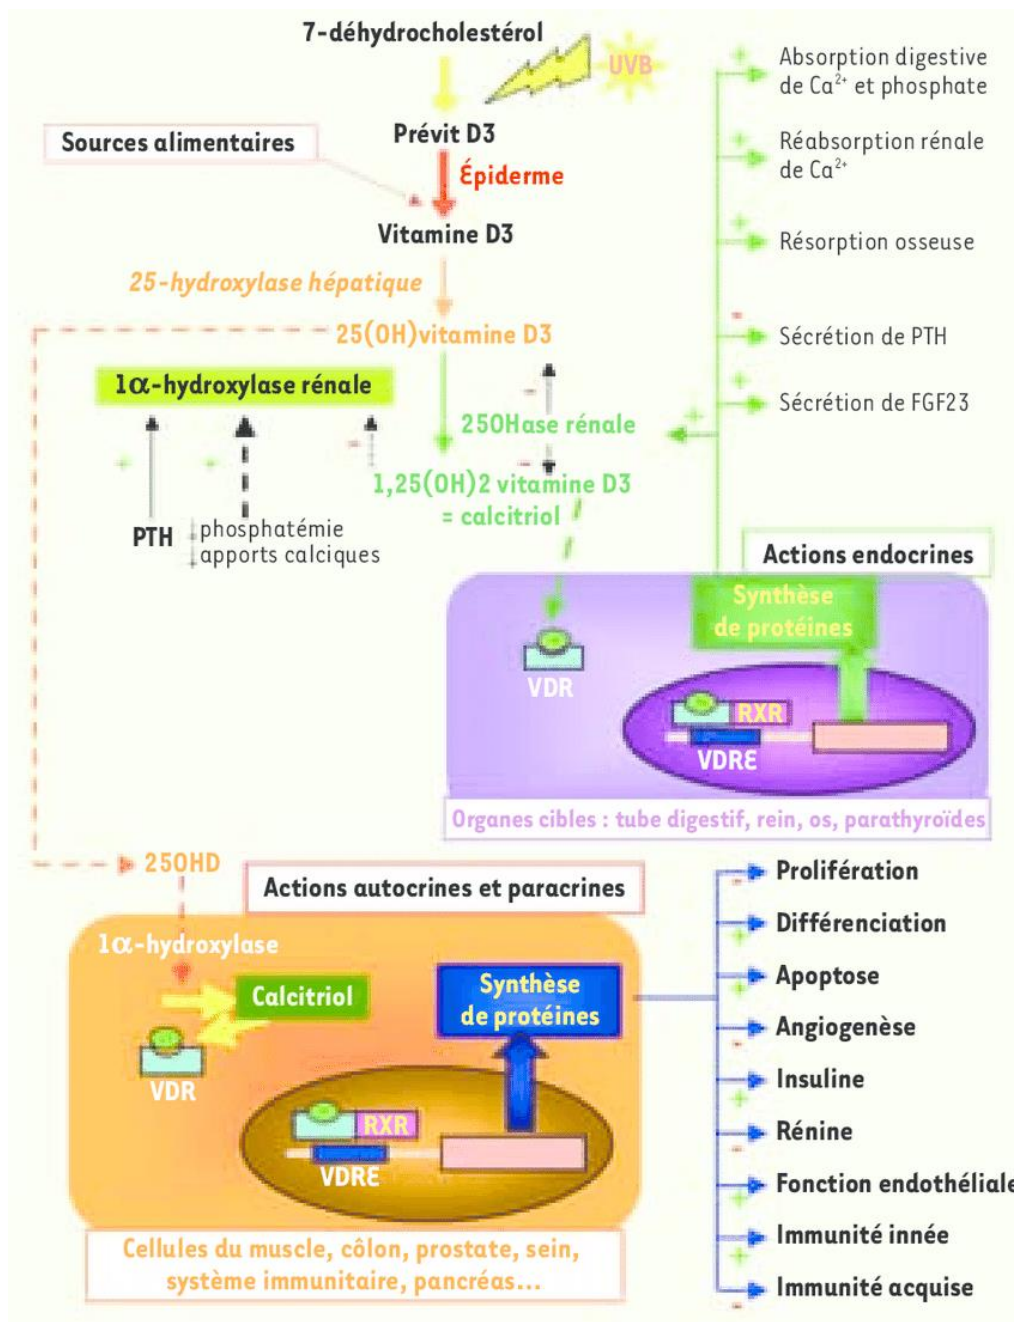 7-déhydrocholestérol
UVB
Prévit D3
Sources alimentaires
Épiderme
Vitamine D3
25-hydroxylase hépatique
25(OH)vitamine D3
1α-hydroxylase rénale
+
+
-
PTH
phosphatémie
apports calciques
-
25OHase rénale
-
1,25(OH)2 vitamine D3
= calcitriol
+
Absorption digestive
de Ca²⁺ et phosphate
+
Réabsorption rénale
de Ca²⁺
+
Résorption osseuse
-
Sécrétion de PTH
+
Sécrétion de FGF23
+
Actions endocrines
Synthèse
de protéines
VDR
RXR
VDRE
Organes cibles : tube digestif, rein, os, parathyroïdes
25OHD
Actions autocrines et paracrines
1α-hydroxylase
Calcitriol
Synthèse
de protéines
VDR
RXR
VDRE
Cellules du muscle, côlon, prostate, sein,
système immunitaire, pancréas...
Prolifération
-
Différenciation
+
Apoptose
+
Angiogenèse
-
Insuline
+
Rénine
-
Fonction endothéliale
+
Immunité innée
+
Immunité acquise
-